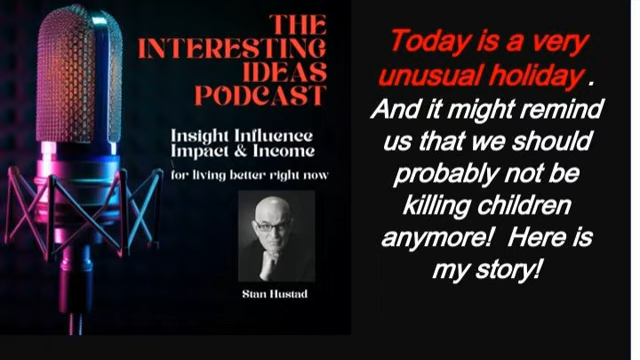 THE
INTERESTING
IDEAS
PODCAST
Insight Influence
Impact & Income
for living better right now
Stan Hustad
Today is a very
unusual holiday .
And it might remind
us that we should
probably not be
killing children
anymore! Here is
my story!